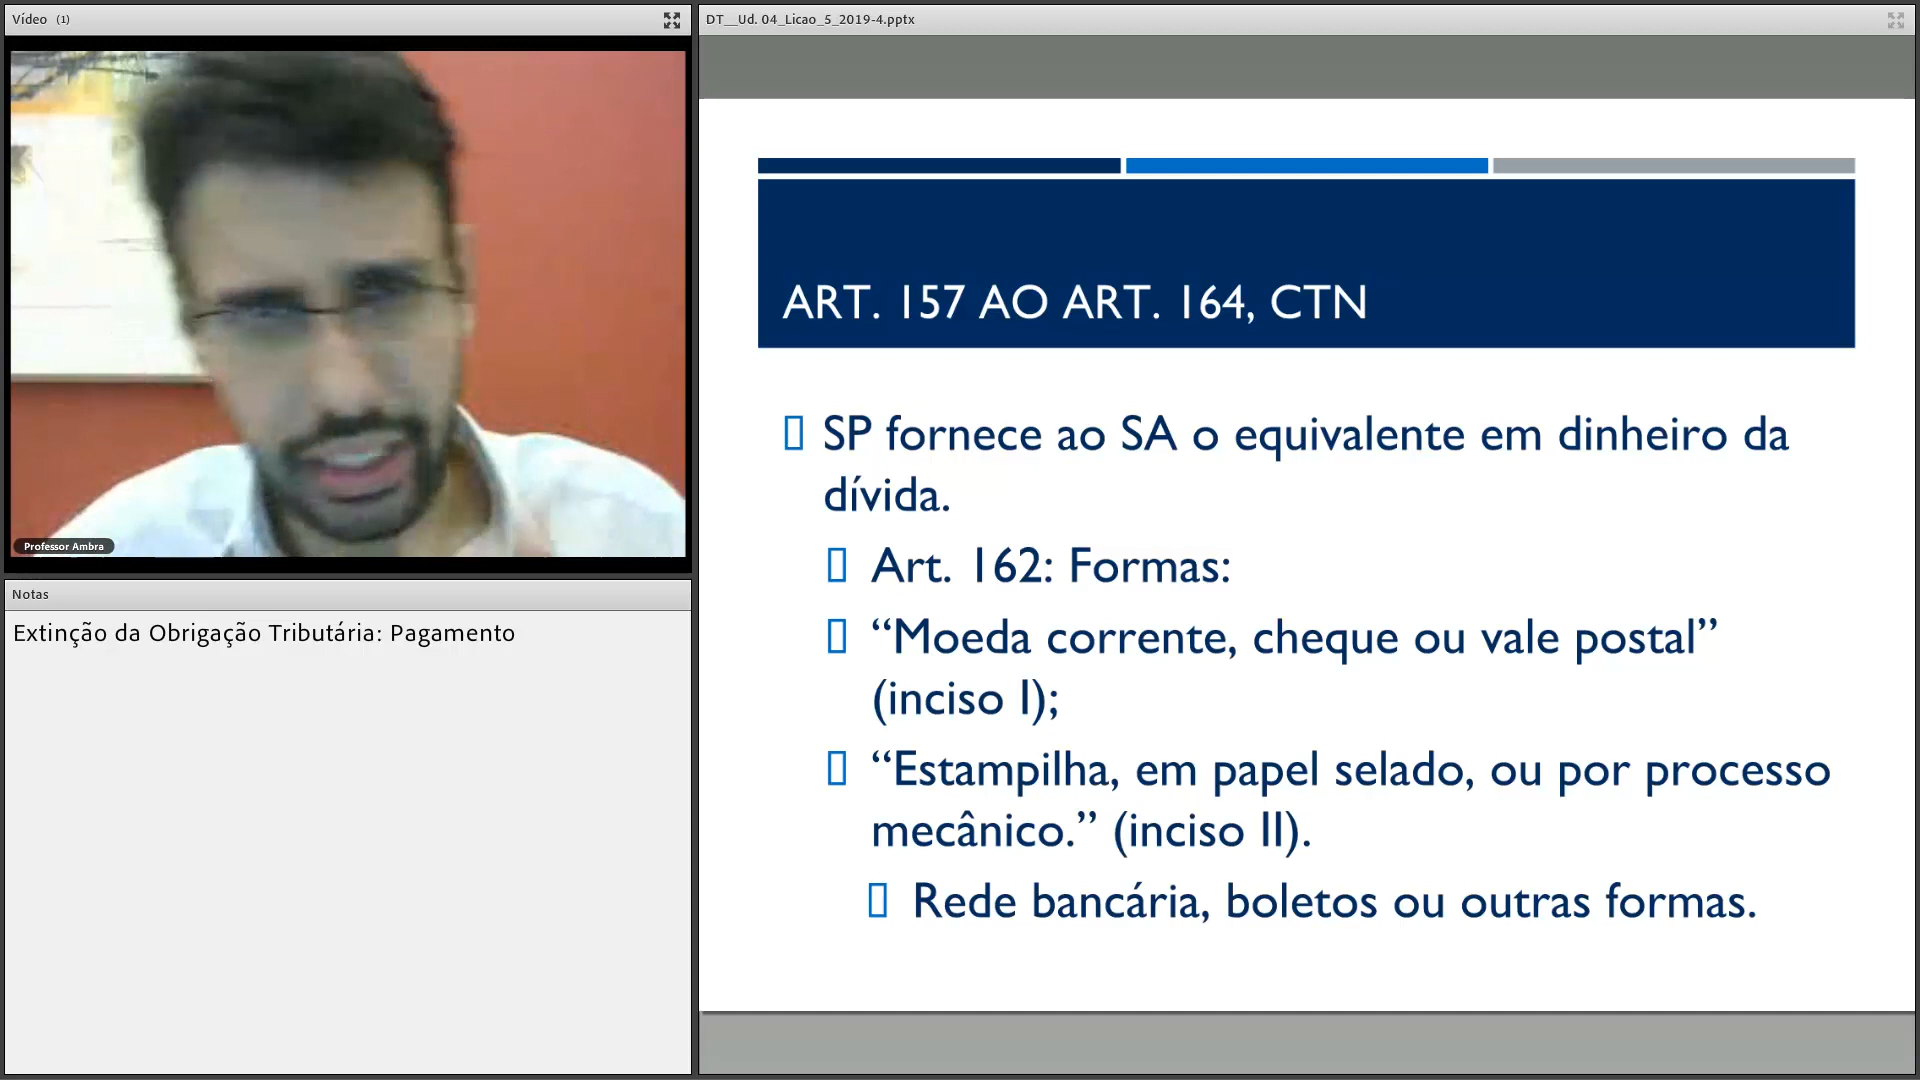 Vídeo (1)
Professor Ambra
Notas
Extinção da Obrigação Tributária: Pagamento
DT__Ud. 04_Licao_5_2019-4.pptx
ART. 157 AO ART. 164, CTN
SP fornece ao SA o equivalente em dinheiro da
dívida.
Art. 162: Formas:
“Moeda corrente, cheque ou vale postal”
(inciso I);
“Estampilha, em papel selado, ou por processo
mecânico.” (inciso II).
Rede bancária, boletos ou outras formas.